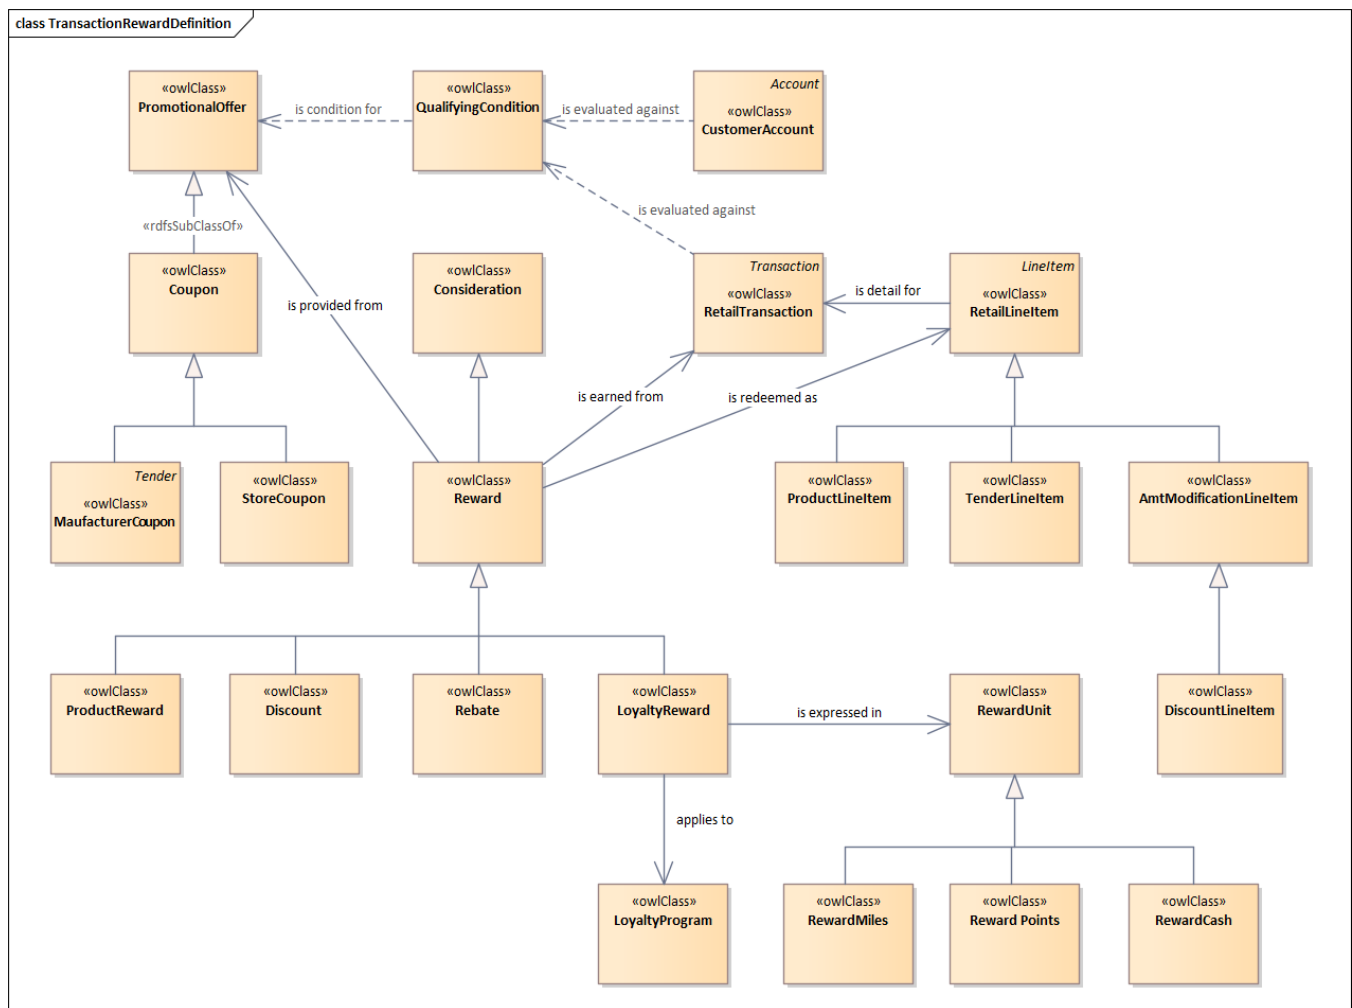 class TransactionRewardDefinition
«owlClass»
PromotionalOffer
is condition for
«owlClass»
QualifyingCondition
is evaluated against
Account
«owlClass»
CustomerAccount
is evaluated against
«rdfsSubClassOf»
«owlClass»
Coupon
is provided from
«owlClass»
Consideration
Transaction
«owlClass»
RetailTransaction
is detail for
LineItem
«owlClass»
RetailLineItem
is earned from
is redeemed as
Tender
«owlClass»
MaufacturerCoupon
«owlClass»
StoreCoupon
«owlClass»
Reward
«owlClass»
ProductLineItem
«owlClass»
TenderLineItem
«owlClass»
AmtModificationLineItem
«owlClass»
ProductReward
«owlClass»
Discount
«owlClass»
Rebate
«owlClass»
LoyaltyReward
is expressed in
«owlClass»
RewardUnit
«owlClass»
DiscountLineItem
applies to
«owlClass»
LoyaltyProgram
«owlClass»
RewardMiles
«owlClass»
Reward Points
«owlClass»
RewardCash